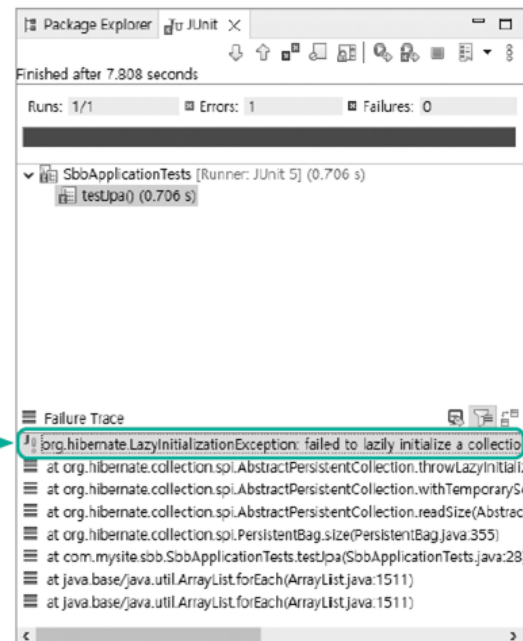 Package Explorer JUnit
Finished after 7.808 seconds
Runs: 1/1 Errors: 1 Failures: 0
SbbApplicationTests [Runner: JUnit 5] (0.706 s)
testJpa() (0.706 s)
Failure Trace
org.hibernate.LazyInitializationException: failed to lazily initialize a collectio
at org.hibernate.collection.spi.AbstractPersistentCollection.throwLazyInitializ
at org.hibernate.collection.spi.AbstractPersistentCollection.withTemporarySe
at org.hibernate.collection.spi.AbstractPersistentCollection.readSize(Abstrac
at org.hibernate.collection.spi.PersistentBag.size(PersistentBag.java:355)
at com.mysite.sbb.SbbApplicationTests.testJpa(SbbApplicationTests.java:28
at java.base/java.util.ArrayList.forEach(ArrayList.java:1511)
at java.base/java.util.ArrayList.forEach(ArrayList.java:1511)